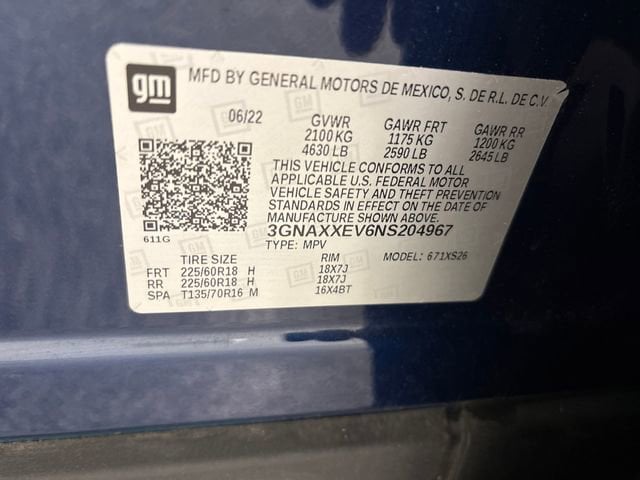 gm
MFD BY GENERAL MOTORS DE MEXICO, S. DE R.L. DE C.V.
06/22 GVWR GAWR FRT GAWR RR
2100 KG 1175 KG 1200 KG
4630 LB 2590 LB 2645 LB
THIS VEHICLE CONFORMS TO ALL
APPLICABLE U.S. FEDERAL MOTOR
VEHICLE SAFETY AND THEFT PREVENTION
STANDARDS IN EFFECT ON THE DATE OF
MANUFACTURE SHOWN ABOVE.
611G
3GNAXXEV6NS204967
TYPE: MPV MODEL: 671XS26
TIRE SIZE RIM
FRT 225/60R18 H 18X7J
RR 225/60R18 H 18X7J
SPA T135/70R16 M 16X4BT